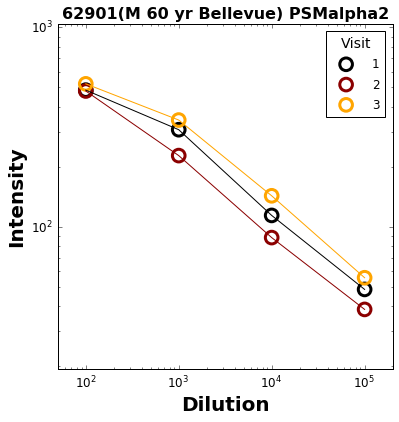 62901(M 60 yr Bellevue) PSMalpha2
10³
Visit
1
2
3
Intensity
10²
10² 10³ 10⁴ 10⁵
Dilution